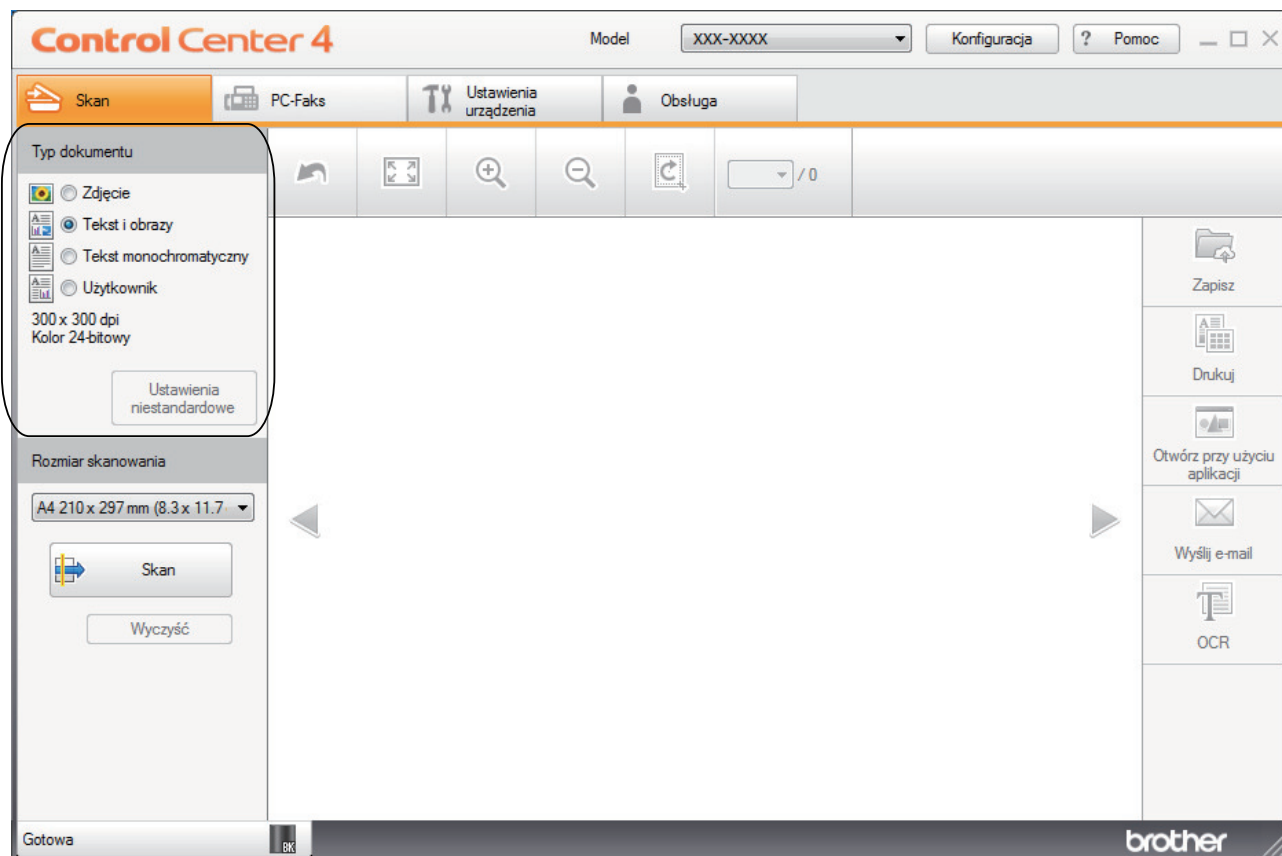 Control Center 4
Model
XXX-XXXX
Konfiguracja
? Pomoc
Skan
PC-Faks
Ustawienia
urządzenia
Obsługa
Typ dokumentu
/ 0
Zdjęcie
Tekst i obrazy
Tekst monochromatyczny
Użytkownik
300 x 300 dpi
Kolor 24-bitowy
Ustawienia
niestandardowe
Rozmiar skanowania
A4 210 x 297 mm (8.3 x 11.7
Skan
Wyczyść
Zapisz
Drukuj
Otwórz przy użyciu
aplikacji
Wyślij e-mail
OCR
Gotowa
BK
brother